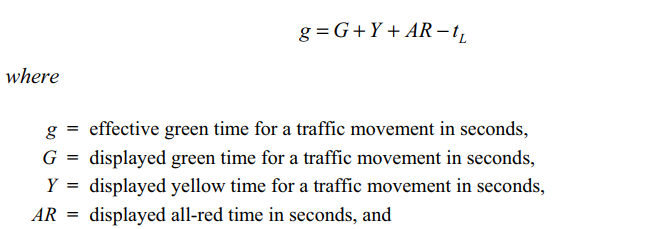 g = G + Y + AR − t_L
where
g = effective green time for a traffic movement in seconds,
G = displayed green time for a traffic movement in seconds,
Y = displayed yellow time for a traffic movement in seconds,
AR = displayed all-red time in seconds, and